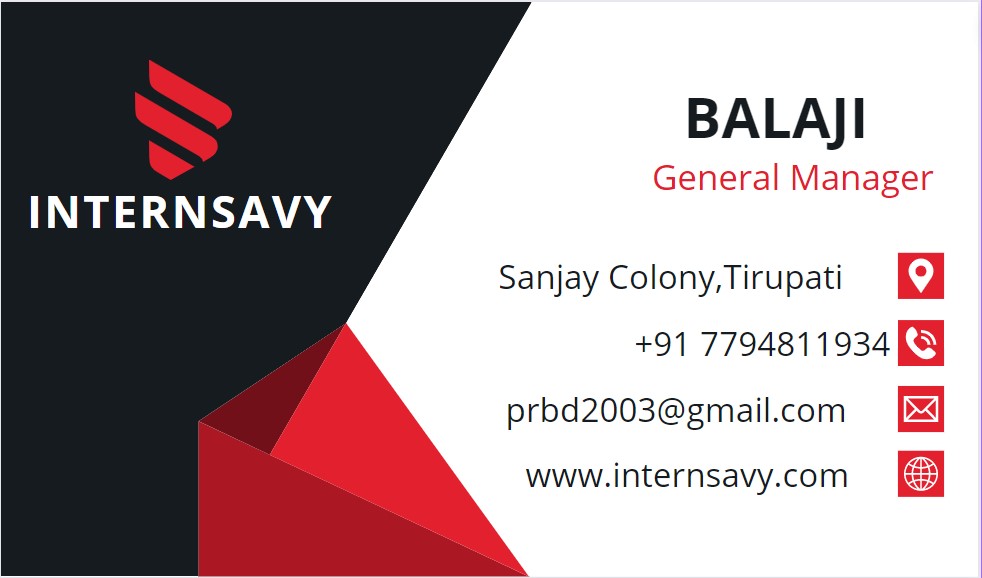 INTERNSAVY
BALAJI
General Manager
Sanjay Colony,Tirupati
+91 7794811934
prbd2003@gmail.com
www.internsavy.com